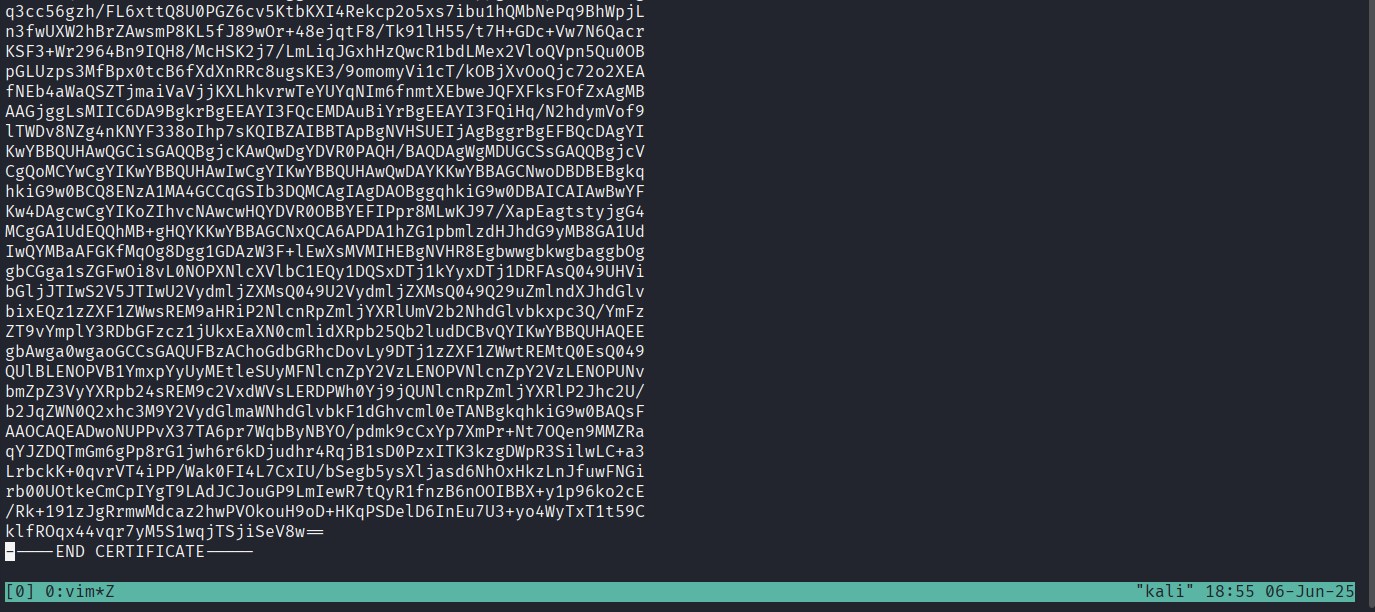 q3cc56gzh/FL6xttQ8U0PGZ6cv5KtbKXI4Rekcp2o5xs7ibu1hQMbNePq9BhWpjL
n3fwUXW2hBrZAwsmP8KL5fJ89wOr+48ejqtF8/Tk91lH55/t7H+GDc+Vw7N6Qacr
KSF3+Wr2964Bn9IQH8/McHSK2j7/LmLiqJGxhHzQwcR1bdLMex2VloQVpn5Qu0OB
pGLUzps3MfBpx0tcB6fXdXnRRc8ugsKE3/9omomyVi1cT/kOBjXvOoQjc72o2XEA
fNEb4aWaQSZTjmaiVaVjjKXLhkvrwTeYUYqNIm6fnmtXEbweJQFXFksFOfZxAgMB
AAGjggLsMIIC6DA9BgkrBgEEAYI3FQcEMDAuBiYrBgEEAYI3FQiHq/N2hdymVof9
lTWDv8NZg4nKNYF338oIhp7sKQIBZAIBBTApBgNVHSUEIjAgBggrBgEFBQcDAgYI
KwYBBQUHAwQGCisGAQQBgjcKAwQwDgYDVR0PAQH/BAQDAgWgMDUGCSsGAQQBgjcV
CgQoMCYwCgYIKwYBBQUHAwIwCgYIKwYBBQUHAwQwDAYKKwYBBAGCNwoDBDBEBgkq
hkiG9w0BCQ8ENzA1MA4GCCqGSIb3DQMCAgIAgDAOBggqhkiG9w0DBAICAIAwBwYF
Kw4DAgcwCgYIKoZIhvcNAwcwHQYDVR0OBBYEFIPpr8MLwKJ97/XapEagtstyjgG4
MCgGA1UdEQQhMB+gHQYKKwYBBAGCNxQCA6APDA1hZG1pbmlzdHJhdG9yMB8GA1Ud
IwQYMBaAFGKfMqOg8Dgg1GDAzW3F+lEwXsMVMIHEBgNVHR8EgbwwgbkwgbaggbOg
gbCGga1sZGFwOi8vL0NOPXNlcXVlbC1EQy1DQSxDTj1kYyxDTj1DRFAsQ049UHVi
bGljJTIwS2V5JTIwU2VydmljZXMsQ049U2VydmljZXMsQ049Q29uZmlndXJhdGlv
bixEQz1zZXF1ZWwsREM9aHRiP2NlcnRpZmljYXRlUmV2b2NhdGlvbkxpc3Q/YmFz
ZT9vYmplY3RDbGFzcz1jUkxEaXN0cmlidXRpb25Qb2ludDCBvQYIKwYBBQUHAQEE
gbAwga0wgaoGCCsGAQUFBzAChoGdbGRhcDovLy9DTj1zZXF1ZWwtREMtQ0EsQ049
QUlBLENOPVB1YmxpYyUyMEtleSUyMFNlcnZpY2VzLENOPVNlcnZpY2VzLENOPUNv
bmZpZ3VyYXRpb24sREM9c2VxdWVsLERDPWh0Yj9jQUNlcnRpZmljYXRlP2Jhc2U/
b2JqZWN0Q2xhc3M9Y2VydGlmaWNhdGlvbkF1dGhvcml0eTANBgkqhkiG9w0BAQsF
AAOCAQEADwoNUPPvX37TA6pr7WqbByNBYO/pdmk9cCxYp7XmPr+Nt7OQen9MMZRa
qYJZDQTmGm6gPp8rG1jwh6r6kDjudhr4RqjB1sD0PzxITK3kzgDWpR3SilwLC+a3
LrbckK+0qvrVT4iPP/Wak0FI4L7CxIU/bSegb5ysXljasd6NhOxHkzLnJfuwFNGi
rb00UOtkeCmCpIYgT9LAdJCJouGP9LmIewR7tQyR1fnzB6nOOIBBX+y1p96ko2cE
/Rk+191zJgRrmwMdcaz2hwPVOkouH9oD+HKqPSDelD6InEu7U3+yo4WyTxT1t59C
klfROqx44vqr7yM5S1wqjTSjiSeV8w==
-----END CERTIFICATE-----
[0] 0:vim*Z "kali" 18:55 06-Jun-25